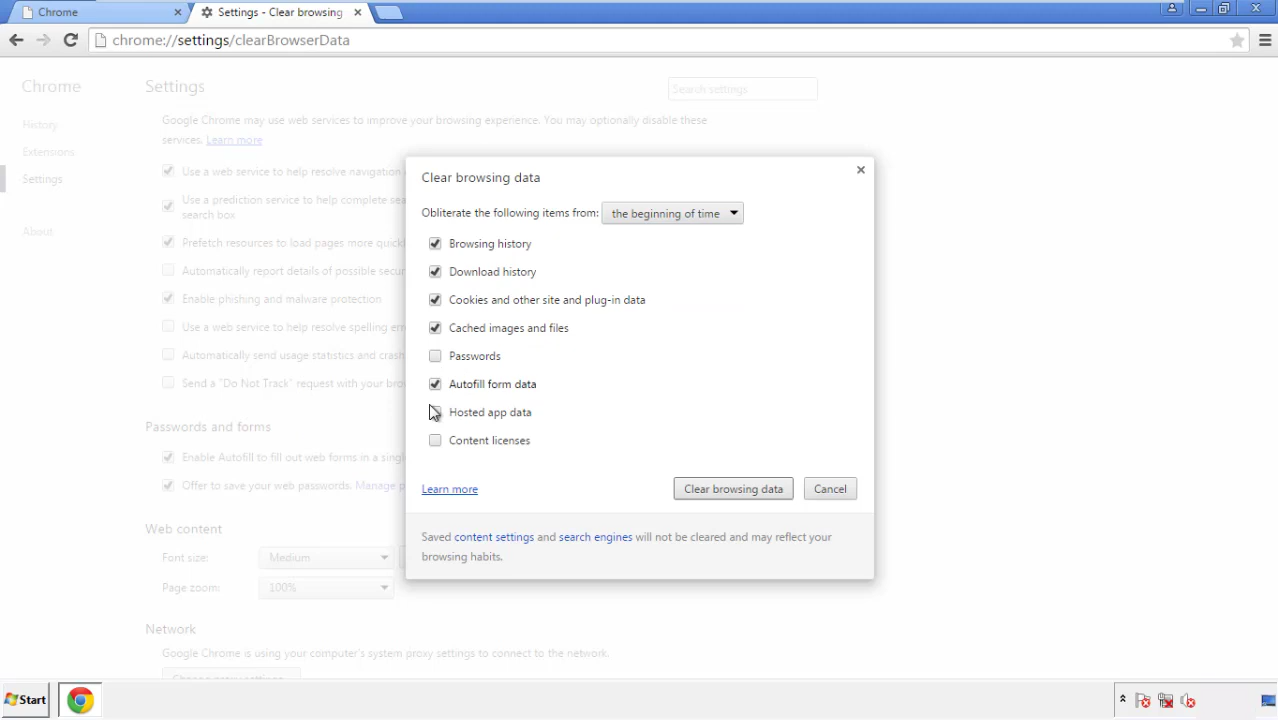 Chrome
Settings - Clear browsing
chrome://settings/clearBrowserData
Chrome
Settings
Search settings
History
Extensions
Settings
About
Google Chrome may use web services to improve your browsing experience. You may optionally disable these
services. Learn more
Use a web service to help resolve navigation
Use a prediction service to help complete
search box
Prefetch resources to load pages more
Automatically report details of possible
Enable phishing and malware protection
Use a web service to help resolve spelling
Automatically send usage statistics and
Send a "Do Not Track" request with your
Passwords and forms
Enable Autofill to fill out web forms in a
Offer to save your web passwords. Manage
Web content
Font size: Medium
Page zoom: 100%
Network
Google Chrome is using your computer's system proxy settings to connect to the network.
Clear browsing data
Obliterate the following items from: the beginning of time
Browsing history
Download history
Cookies and other site and plug-in data
Cached images and files
Passwords
Autofill form data
Hosted app data
Content licenses
Learn more
Clear browsing data
Cancel
Saved content settings and search engines will not be cleared and may reflect your
browsing habits.
Start